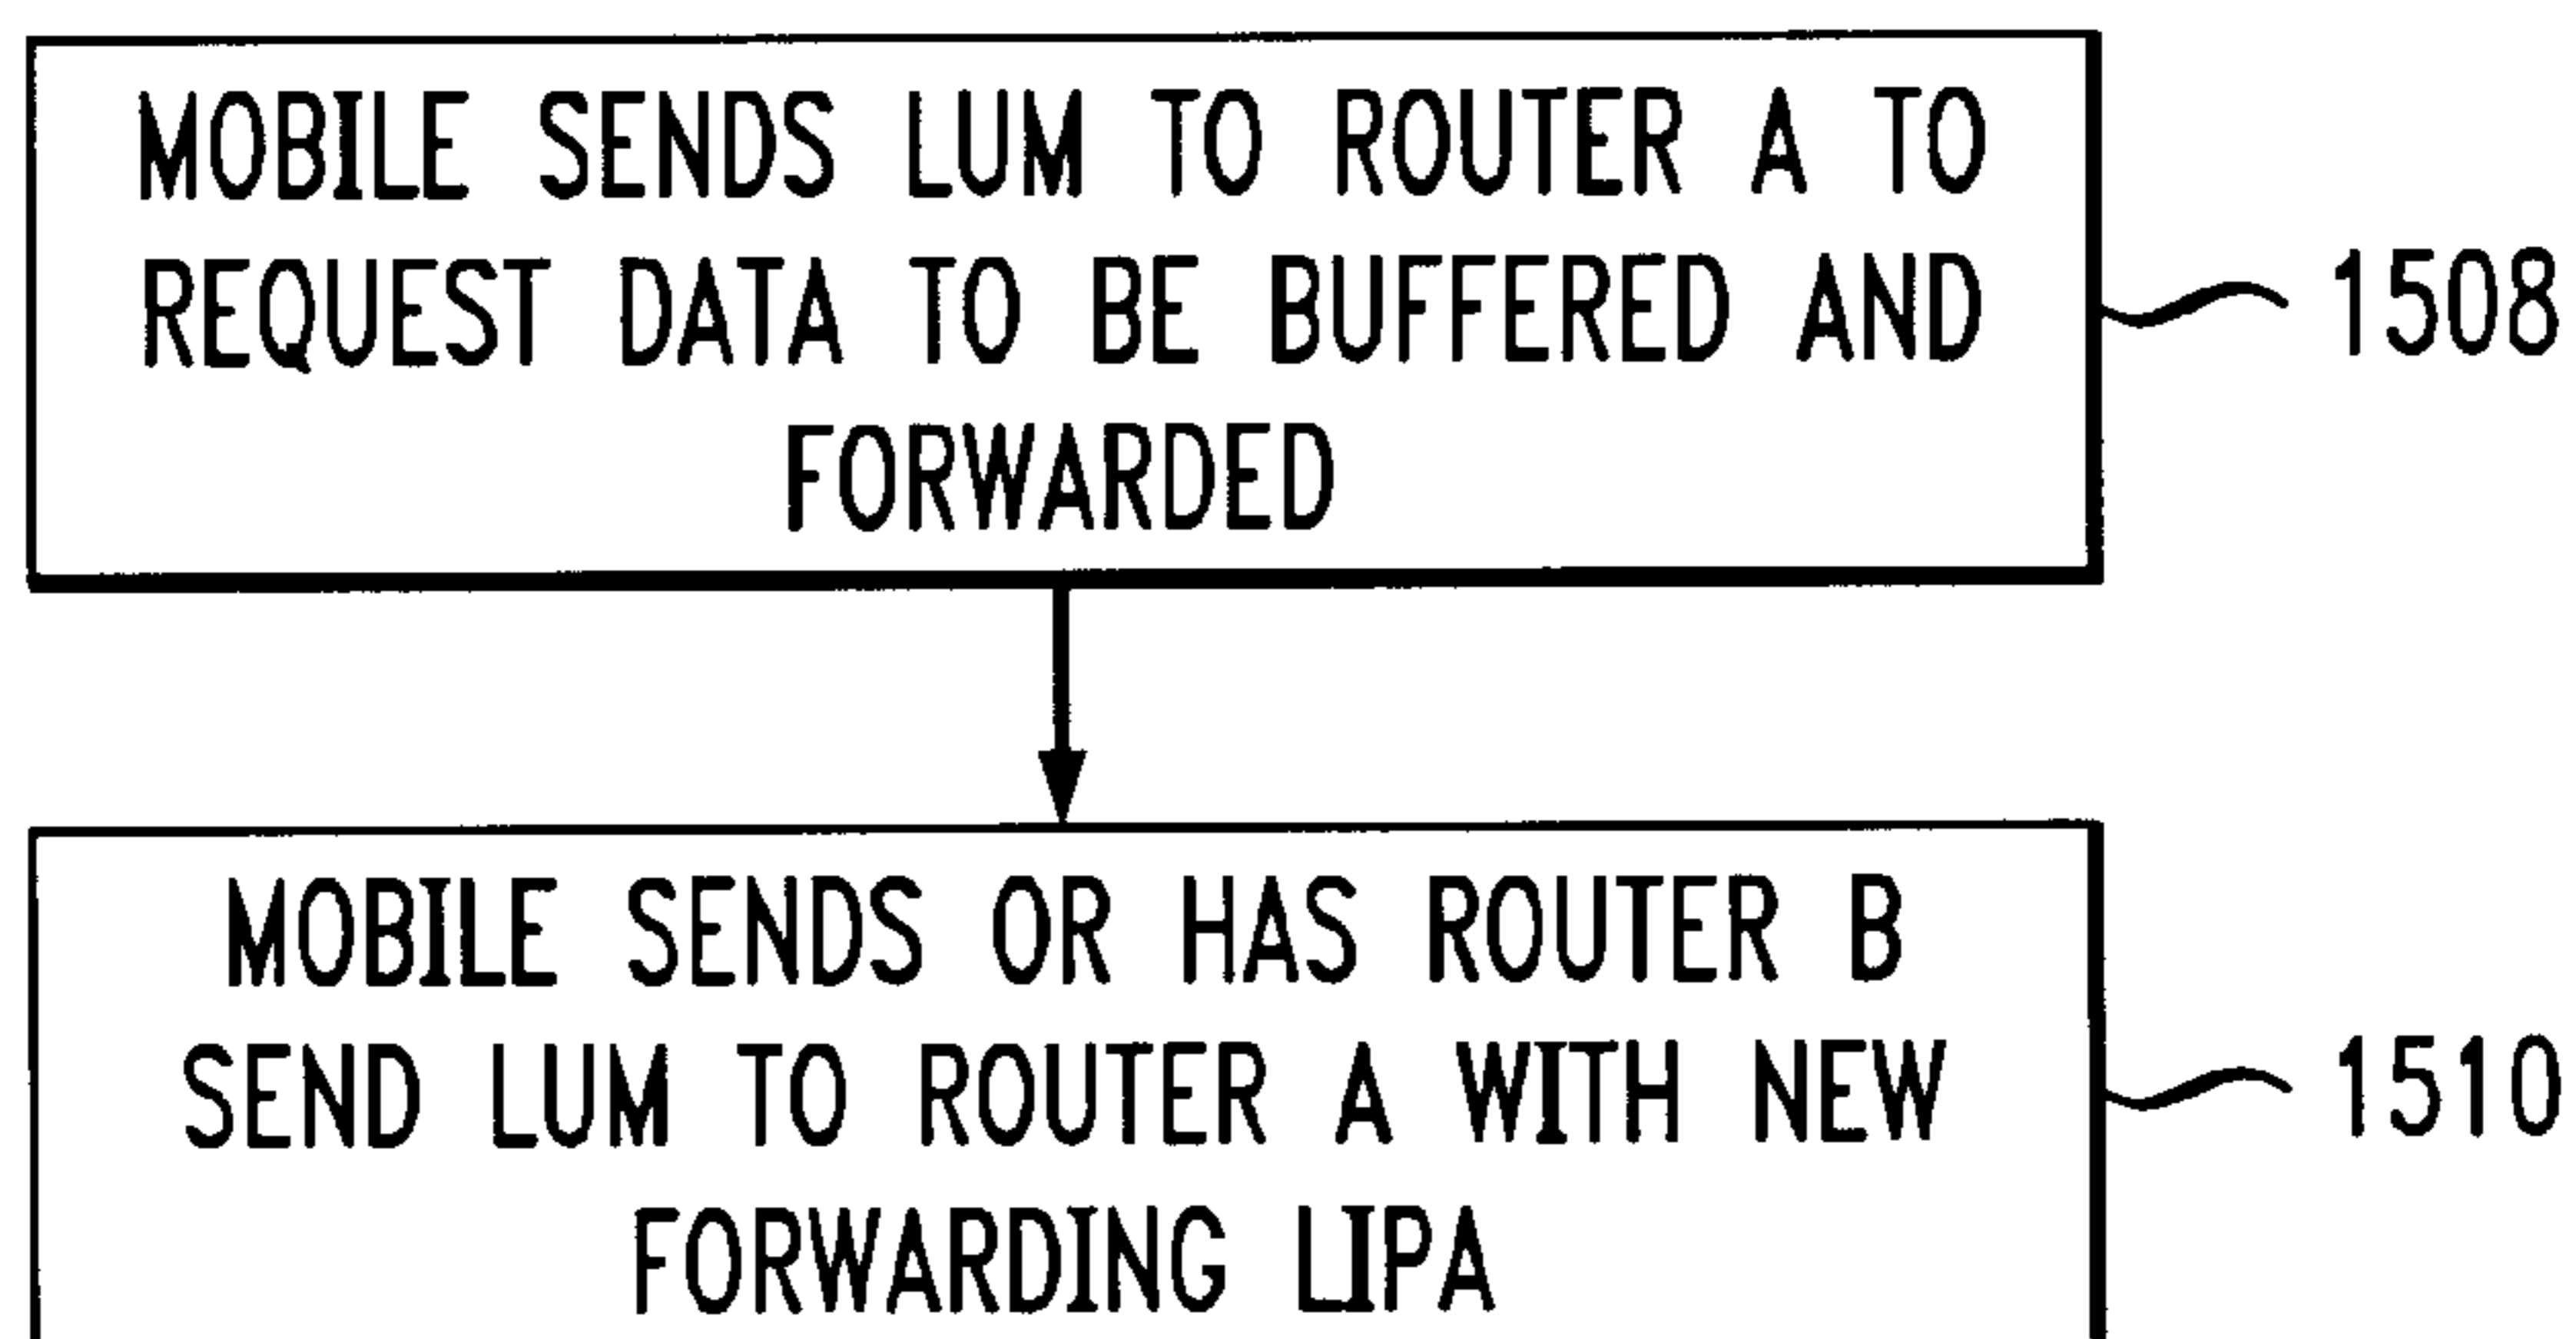 MOBILE SENDS LUM TO ROUTER A TO
REQUEST DATA TO BE BUFFERED AND
FORWARDED
1508
MOBILE SENDS OR HAS ROUTER B
SEND LUM TO ROUTER A WITH NEW
FORWARDING LIPA
1510